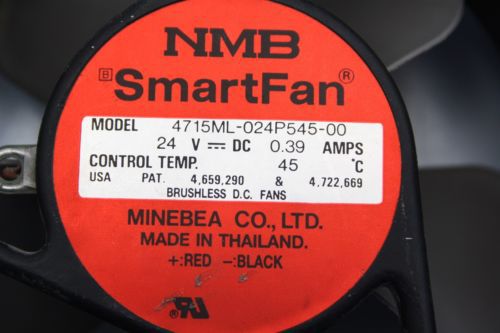 NMB
B SmartFan®
MODEL 4715ML-024P545-00
24 V ⎓ DC 0.39 AMPS
CONTROL TEMP. 45 °C
USA PAT. 4,659,290 & 4,722,669
BRUSHLESS D.C. FANS
MINEBEA CO., LTD.
MADE IN THAILAND.
+:RED -:BLACK
RU